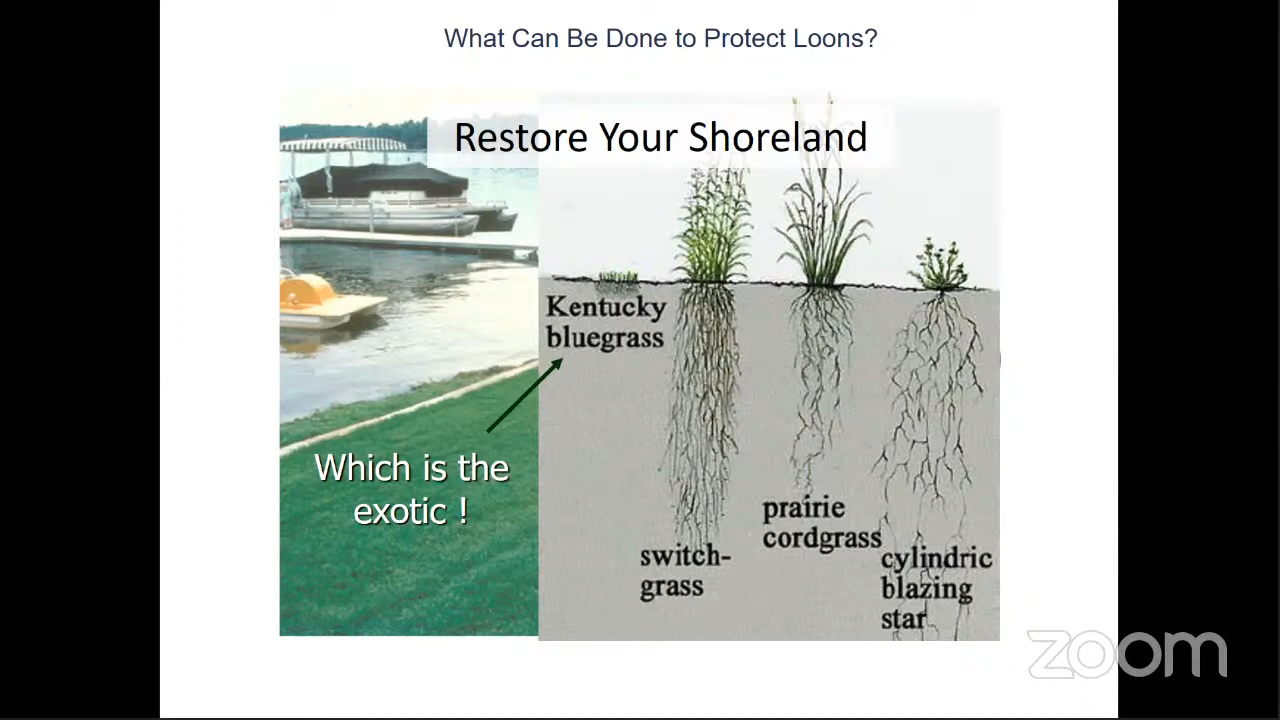 What Can Be Done to Protect Loons?
Restore Your Shoreland
Kentucky
bluegrass
Which is the
exotic !
prairie
cordgrass
switch-
grass
cylindric
blazing
star
zoom